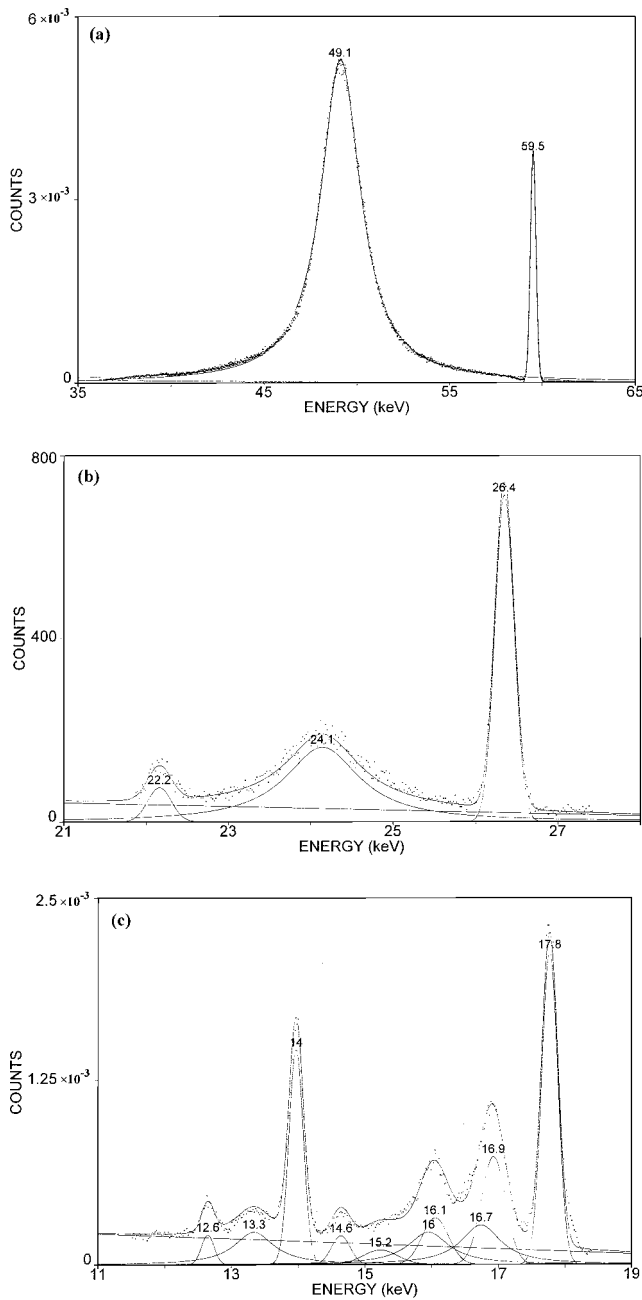 (a)
6 ×10-3
3 ×10-3
0
COUNTS
49.1
59.5
35 45 55 65
ENERGY (keV)
(b)
800
400
0
COUNTS
22.2
24.1
26.4
21 23 25 27
ENERGY (keV)
(c)
2.5 ×10-3
1.25 ×10-3
0
COUNTS
12.6
13.3
14
14.6
15.2
16.1
16
16.9
16.7
17.8
11 13 15 17 19
ENERGY (keV)